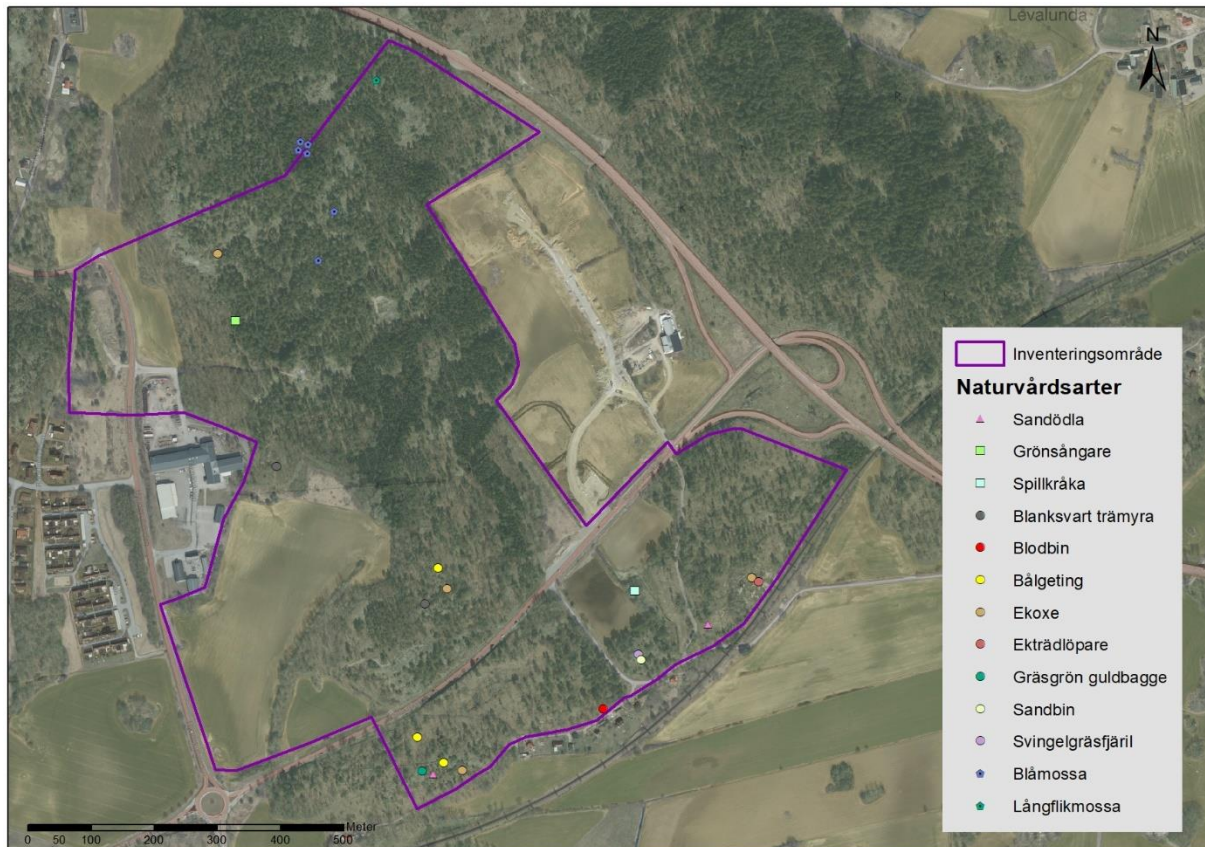 Levalunda
N
Inventeringsområde
Naturvårdsarter
Sandödla
Grönsångare
Spillkråka
Blanksvart trämyra
Blodbin
Bålgeting
Ekoxe
Ekträdlöpare
Gräsgrön guldbagge
Sandbin
Svingelgräsfjäril
Blåmossa
Långflikmossa
Meter
0 50 100 200 300 400 500